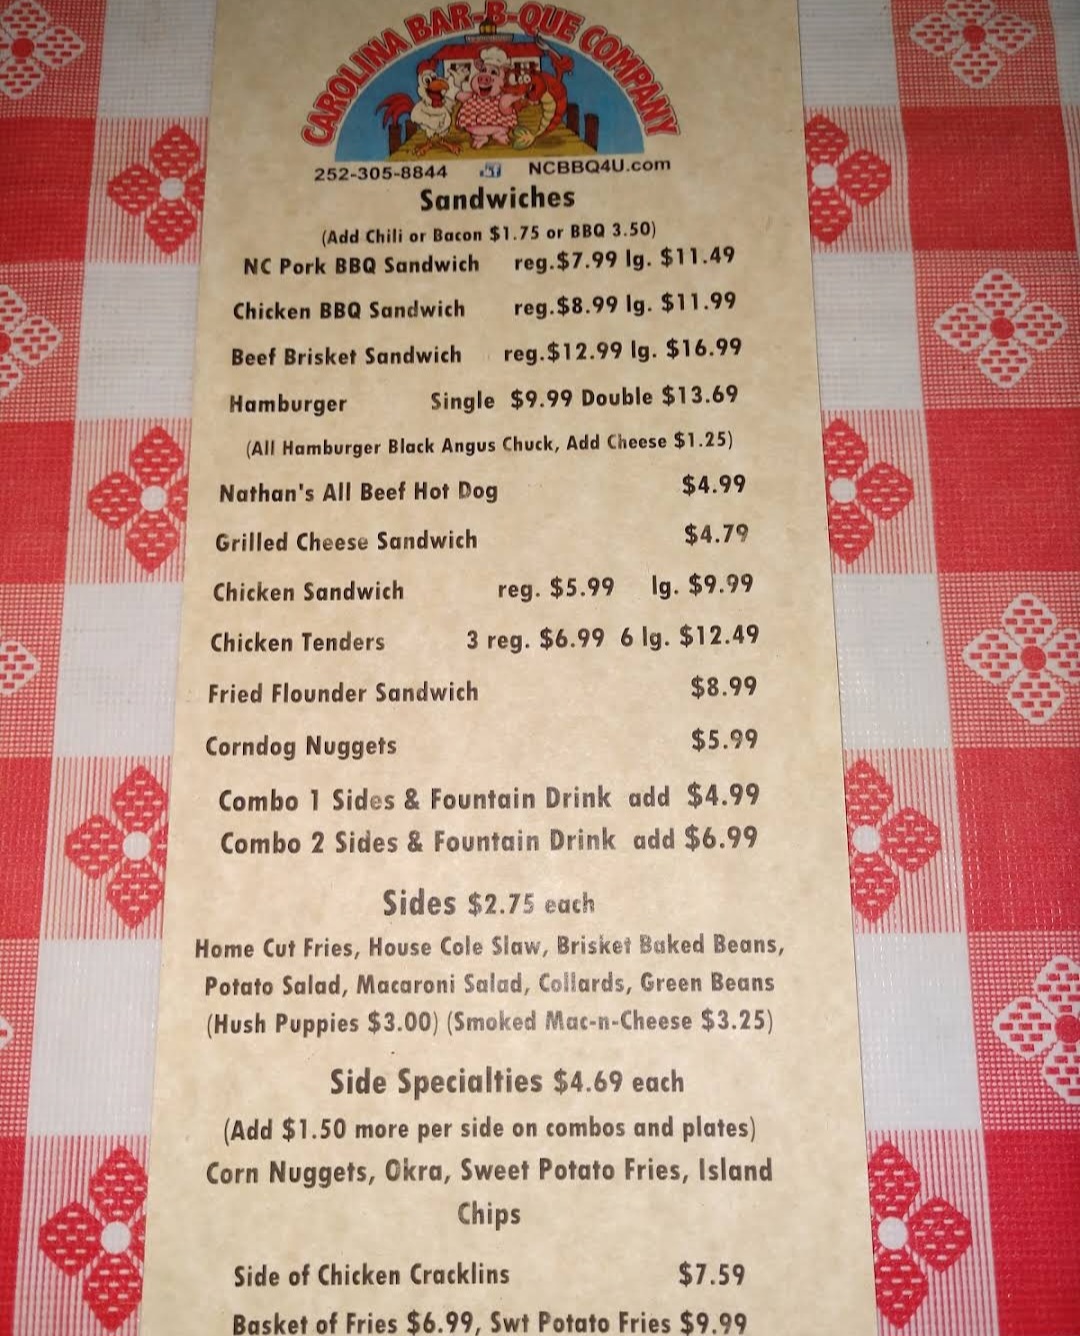 CAROLINA BAR-B-QUE COMPANY
252-305-8844 NCBBQ4U.com
Sandwiches
(Add Chili or Bacon $1.75 or BBQ 3.50)
NC Pork BBQ Sandwich reg.$7.99 lg. $11.49
Chicken BBQ Sandwich reg.$8.99 lg. $11.99
Beef Brisket Sandwich reg.$12.99 lg. $16.99
Hamburger Single $9.99 Double $13.69
(All Hamburger Black Angus Chuck, Add Cheese $1.25)
Nathan's All Beef Hot Dog $4.99
Grilled Cheese Sandwich $4.79
Chicken Sandwich reg. $5.99 lg. $9.99
Chicken Tenders 3 reg. $6.99 6 lg. $12.49
Fried Flounder Sandwich $8.99
Corndog Nuggets $5.99
Combo 1 Sides & Fountain Drink add $4.99
Combo 2 Sides & Fountain Drink add $6.99
Sides $2.75 each
Home Cut Fries, House Cole Slaw, Brisket Baked Beans,
Potato Salad, Macaroni Salad, Collards, Green Beans
(Hush Puppies $3.00) (Smoked Mac-n-Cheese $3.25)
Side Specialties $4.69 each
(Add $1.50 more per side on combos and plates)
Corn Nuggets, Okra, Sweet Potato Fries, Island
Chips
Side of Chicken Cracklins $7.59
Basket of Fries $6.99, Swt Potato Fries $9.99